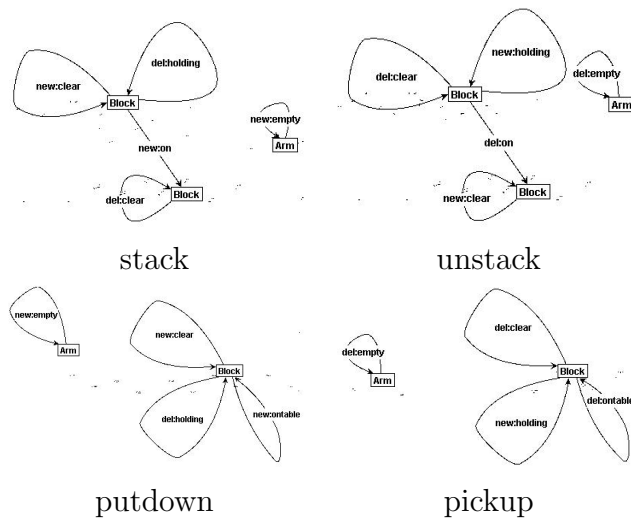 new:clear
del:holding
Block
new:empty
Arm
new:on
del:clear
Block
stack
del:clear
new:holding
del:empty
Block
Arm
del:on
new:clear
Block
unstack
new:empty
Arm
new:clear
Block
del:holding
new:ontable
putdown
del:empty
Arm
del:clear
Block
new:holding
del:ontable
pickup